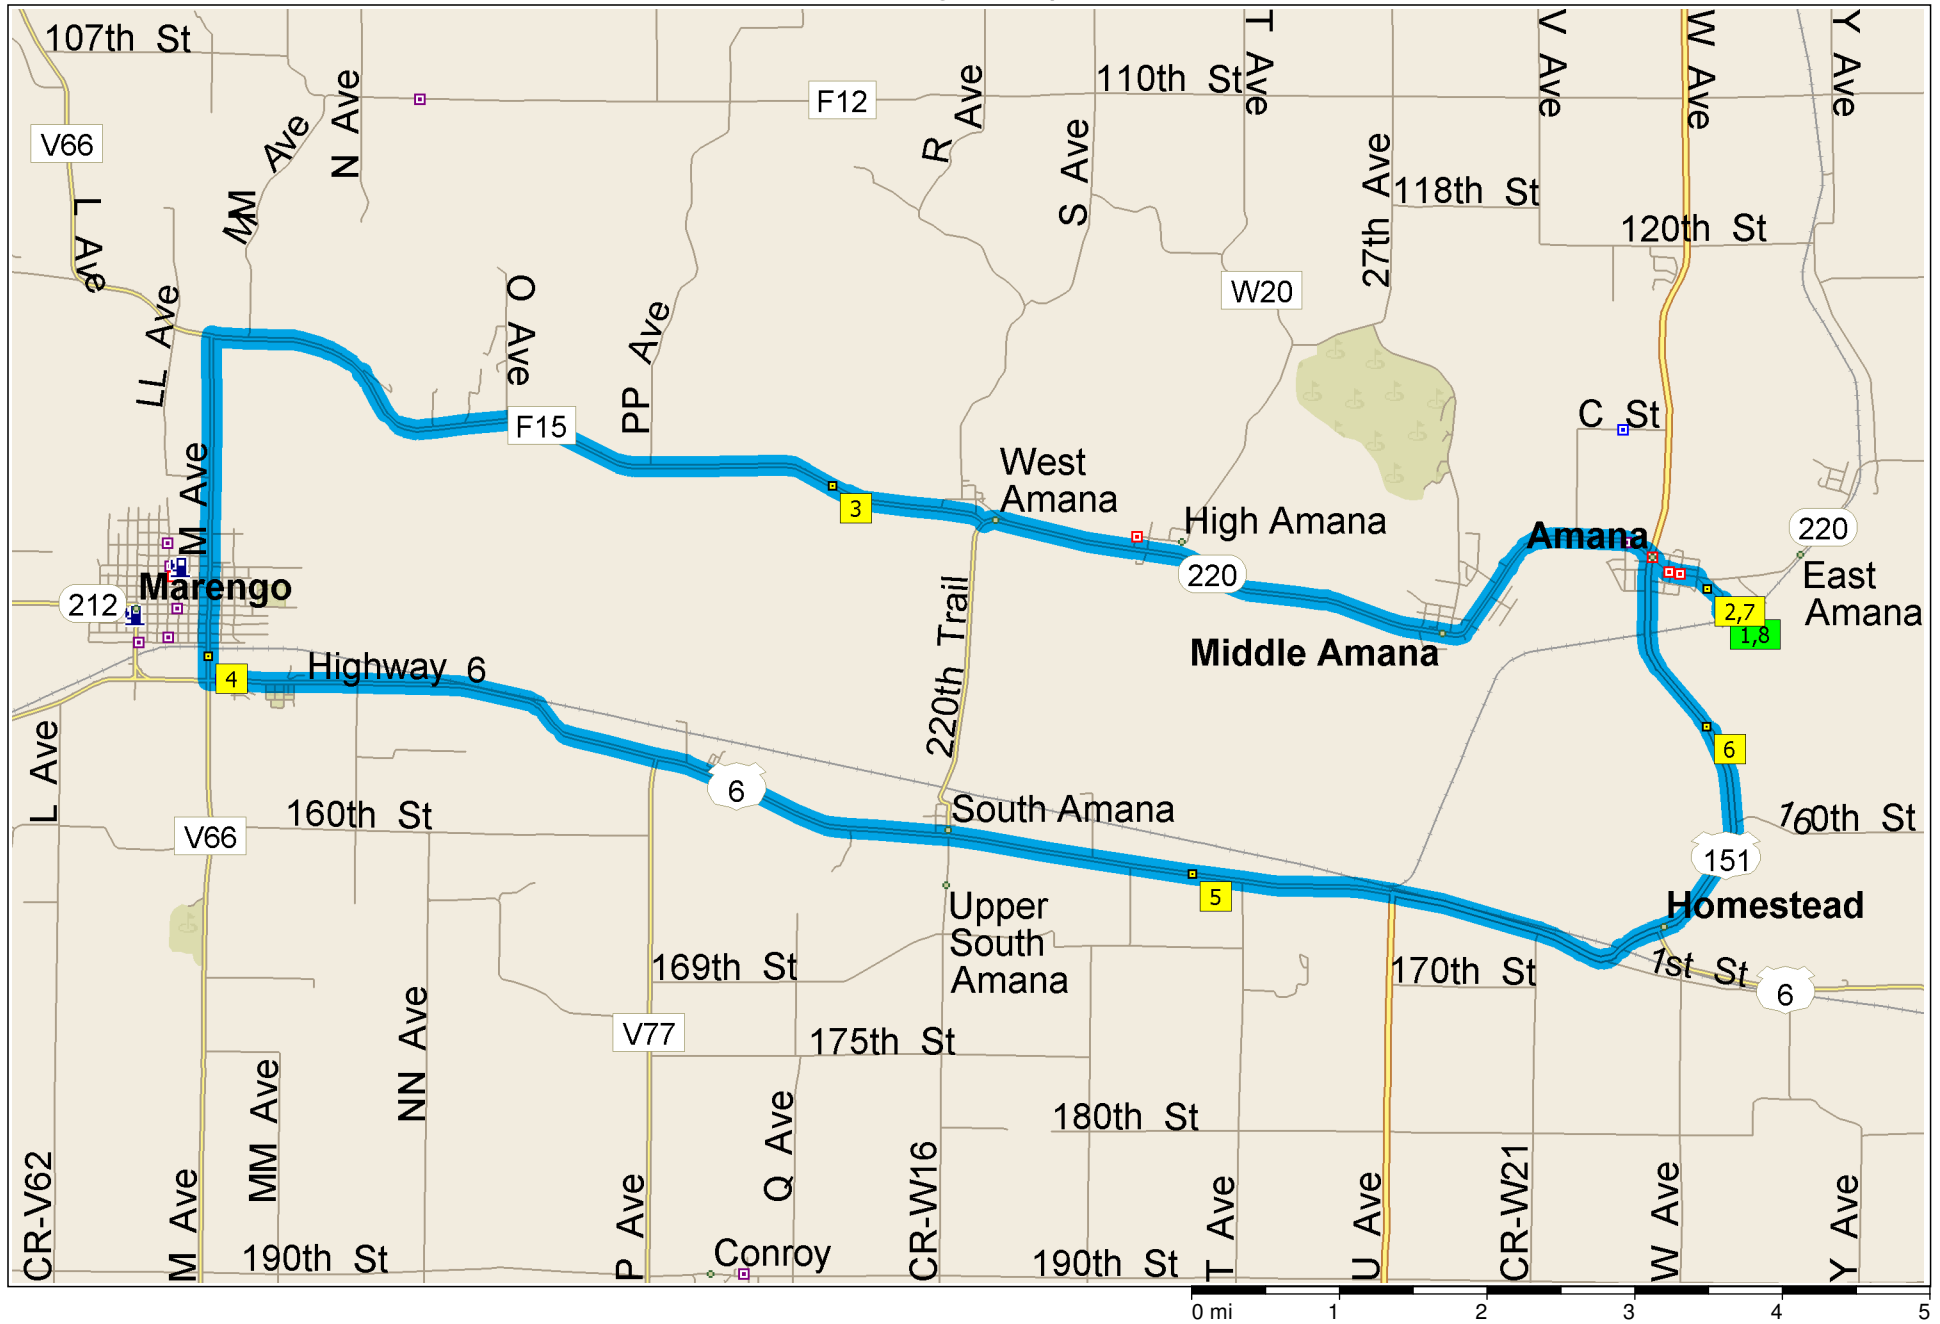 107th St
T Ave
V Ave
W Ave
Y Ave
N Ave
F12
R Ave
110th St
V66
MM Ave
S Ave
27th Ave
118th St
L Ave
120th St
W20
LL Ave
O Ave
PP Ave
F15
C St
M Ave
West
Amana
3
High Amana
Amana
220
220
East
Amana
Marengo
212
2,7
1,8
220th Trail
Middle Amana
Highway 6
4
6
L Ave
6
160th St
V66
South Amana
160th St
151
5
Upper
South
Amana
Homestead
169th St
170th St
1st St
6
NN Ave
V77
175th St
MM Ave
Q Ave
180th St
CR-V62
M Ave
P Ave
CR-W16
T Ave
U Ave
CR-W21
W Ave
Y Ave
190th St
Conroy
190th St
0 mi 1 2 3 4 5